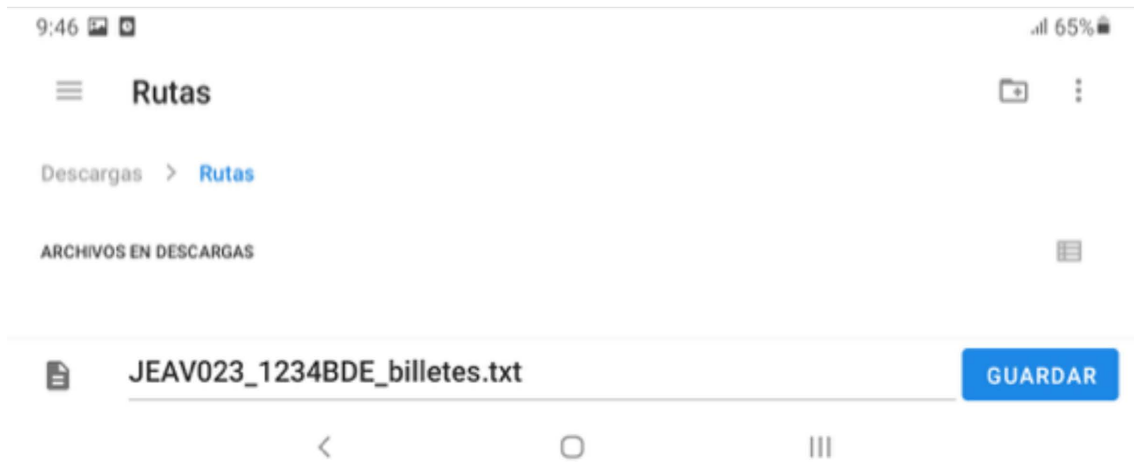 9:46 65%
Rutas
Descargas > Rutas
ARCHIVOS EN DESCARGAS
JEAV023_1234BDE_billetes.txt GUARDAR